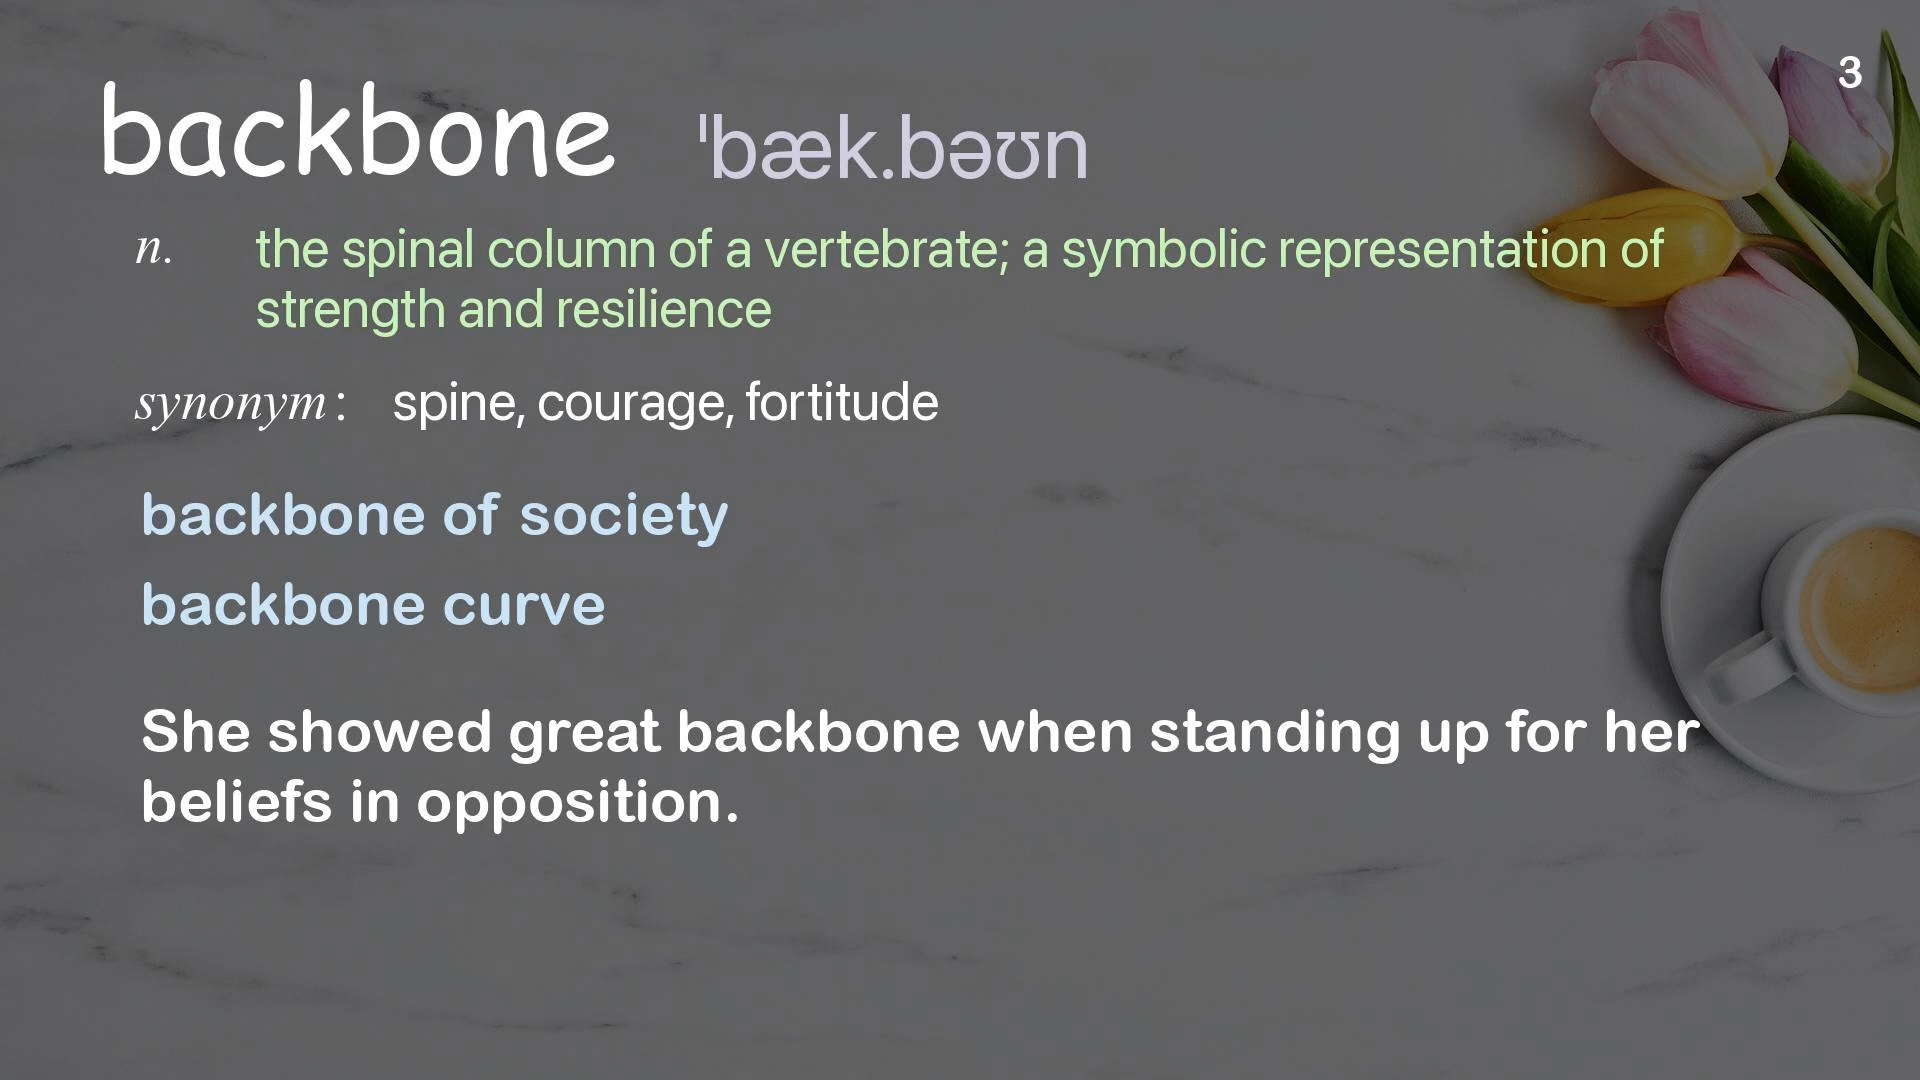 3
backbone ˈbæk.bəʊn
n. the spinal column of a vertebrate; a symbolic representation of
strength and resilience
synonym: spine, courage, fortitude
backbone of society
backbone curve
She showed great backbone when standing up for her
beliefs in opposition.